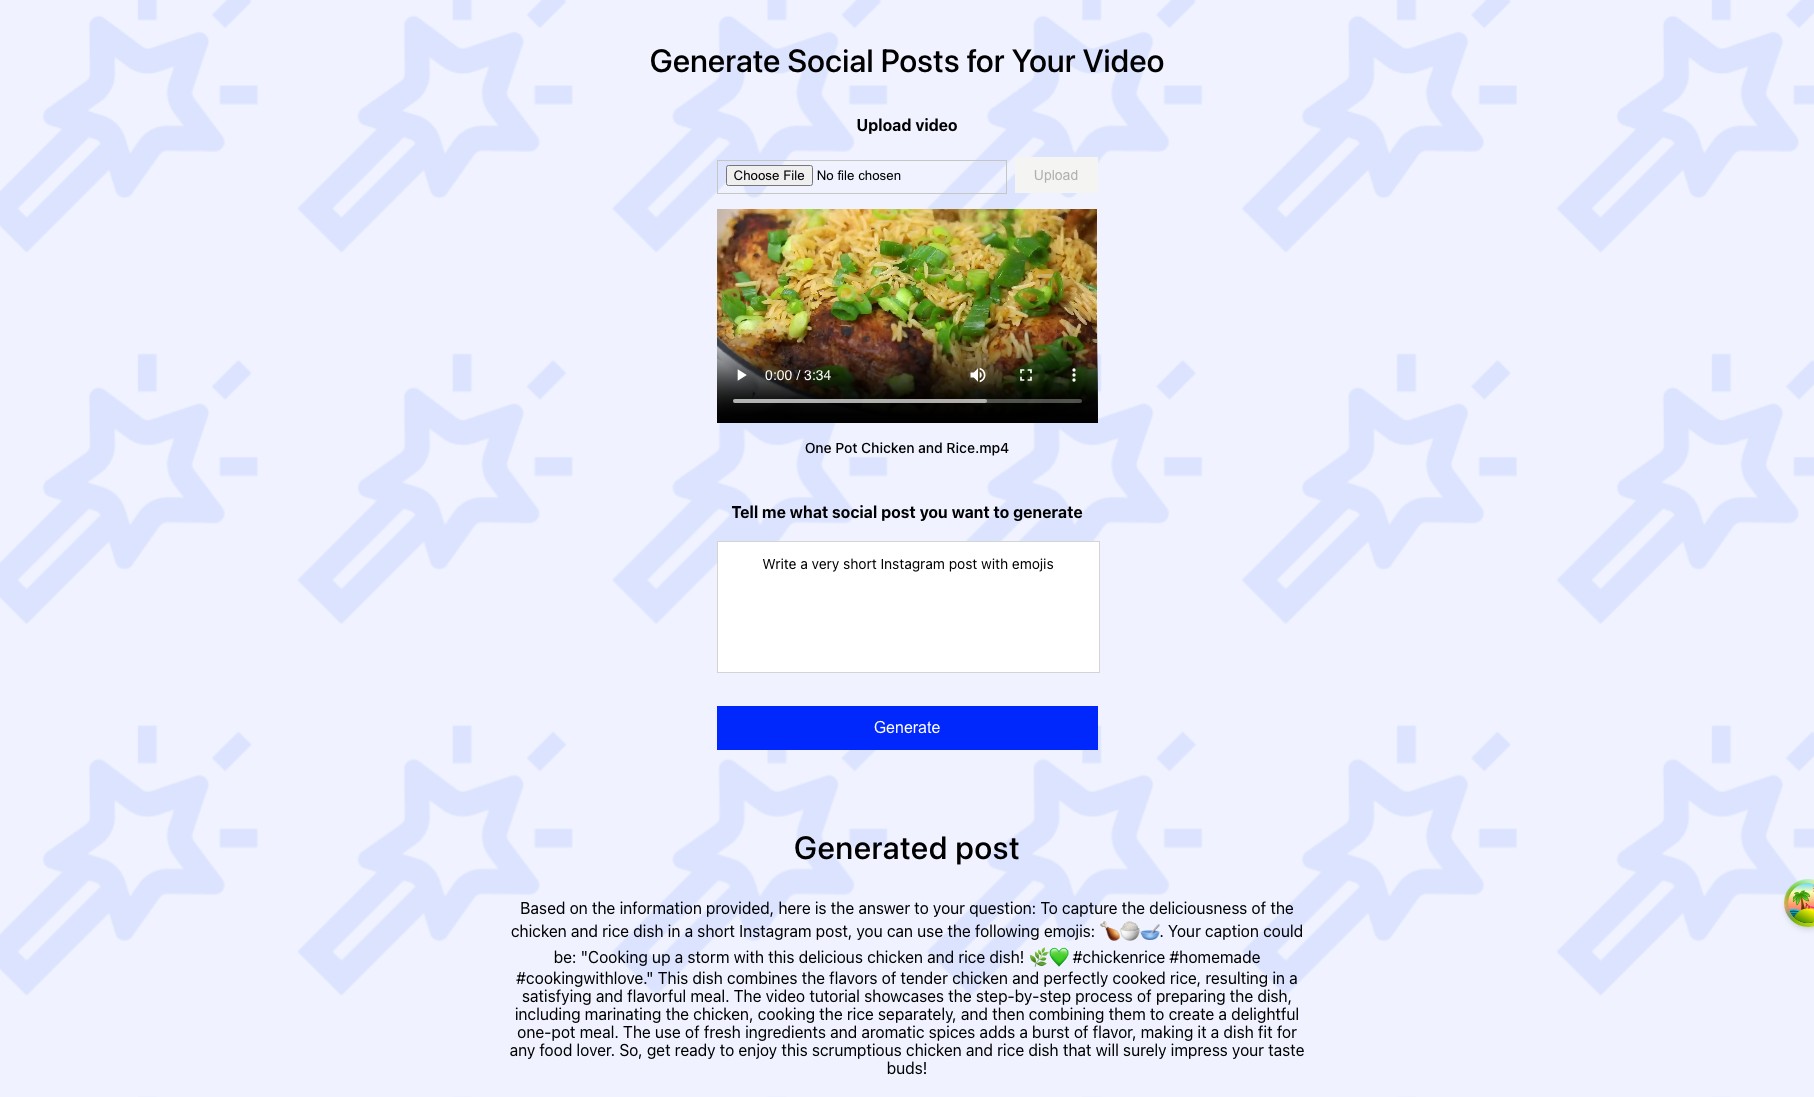 Generate Social Posts for Your Video
Upload video
Choose File No file chosen
Upload
0:00 / 3:34
One Pot Chicken and Rice.mp4
Tell me what social post you want to generate
Write a very short Instagram post with emojis
Generate
Generated post
Based on the information provided, here is the answer to your question: To capture the deliciousness of the
chicken and rice dish in a short Instagram post, you can use the following emojis: 🍗🍚🥣. Your caption could
be: "Cooking up a storm with this delicious chicken and rice dish! 🌿💚 #chickenrice #homemade
#cookingwithlove." This dish combines the flavors of tender chicken and perfectly cooked rice, resulting in a
satisfying and flavorful meal. The video tutorial showcases the step-by-step process of preparing the dish,
including marinating the chicken, cooking the rice separately, and then combining them to create a delightful
one-pot meal. The use of fresh ingredients and aromatic spices adds a burst of flavor, making it a dish fit for
any food lover. So, get ready to enjoy this scrumptious chicken and rice dish that will surely impress your taste
buds!